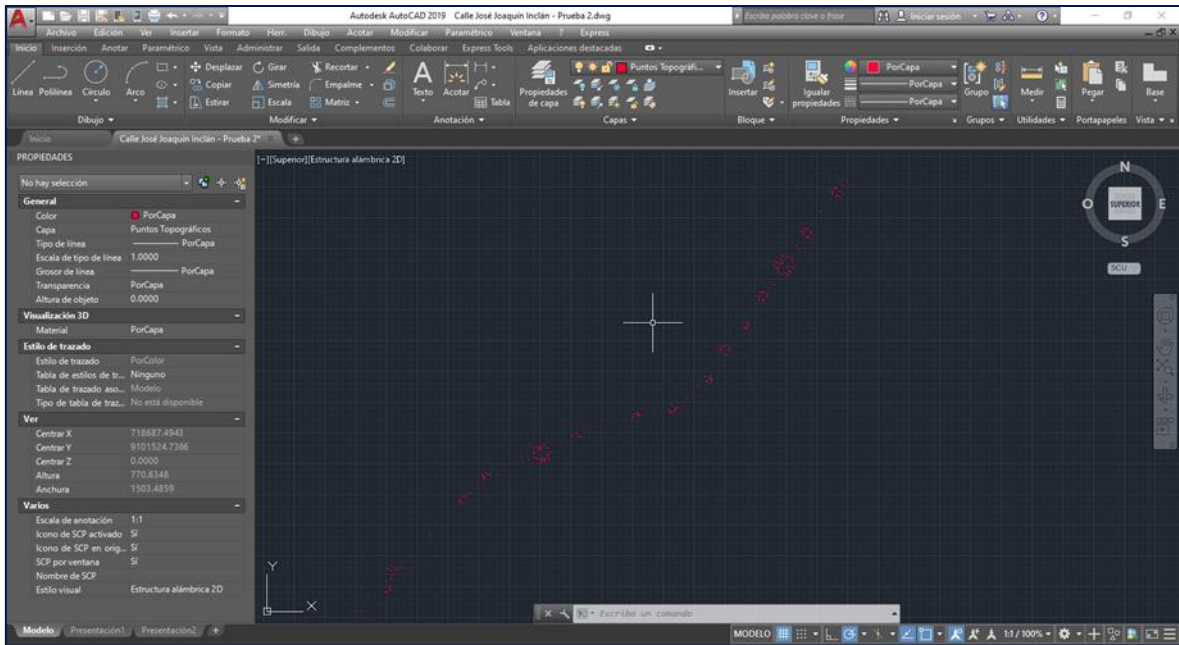 Autodesk AutoCAD 2019 Calle José Joaquín Inclán - Prueba 2.dwg
Escriba palabra clave o frase
Iniciar sesión
Archivo Edición Ver Insertar Formato Herr. Dibujo Acotar Modificar Paramétrico Ventana ? Express
Inicio Inserción Anotar Paramétrico Vista Administrar Salida Complementos Colaborar Express Tools Aplicaciones destacadas
Línea Polilínea Círculo Arco
Desplazar Girar Recortar
Copiar Simetría Empalme
Estirar Escala Matriz
Texto Acotar Tabla
Propiedades de capa
Puntos Topográfi...
Insertar
Igualar propiedades
PorCapa
PorCapa
PorCapa
Grupo Medir Pegar Base
Dibujo Modificar Anotación Capas Bloque Propiedades Grupos Utilidades Portapapeles Vista
Inicio Calle José Joaquín Inclán - Prueba 2*
PROPIEDADES
[−][Superior][Estructura alámbrica 2D]
No hay selección
General
Color PorCapa
Capa Puntos Topográficos
Tipo de línea PorCapa
Escala de tipo de línea 1.0000
Grosor de línea PorCapa
Transparencia PorCapa
Altura de objeto 0.0000
Visualización 3D
Material PorCapa
Estilo de trazado
Estilo de trazado PorColor
Tabla de estilos de tr... Ninguno
Tabla de trazado aso... Modelo
Tipo de tabla de traz... No está disponible
Ver
Centrar X 718687.4943
Centrar Y 9101524.7366
Centrar Z 0.0000
Altura 770.8348
Anchura 1503.4859
Varios
Escala de anotación 1:1
Icono de SCP activado Sí
Icono de SCP en orig... Sí
SCP por ventana Sí
Nombre de SCP
Estilo visual Estructura alámbrica 2D
N
O SUPERIOR E
S
SCU
Y
X
Escriba un comando
Modelo Presentación1 Presentación2 +
MODELO 1:1 / 100%